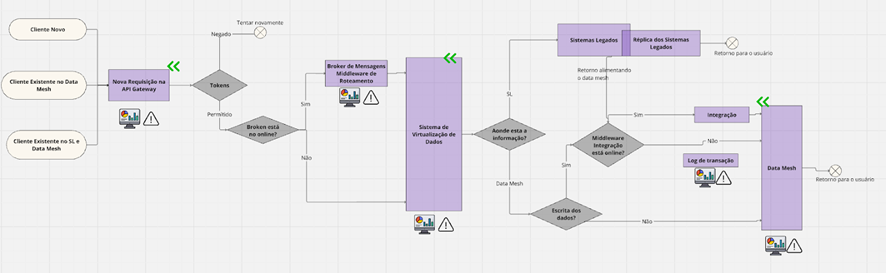 Cliente Novo
Cliente Existente no Data
Mesh
Cliente Existente no SL e
Data Mesh
Nova Requisição na
API Gateway
Tentar novamente
Negado
Tokens
Permitido
Broken está
no online?
Sim
Não
Broker de Mensagens
Middleware de
Roteamento
Sistema de
Virtualização de
Dados
SL
Aonde esta a
informação?
Data Mesh
Sistemas Legados
Réplica dos Sistemas
Legados
Retorno para o usuário
Retorno alimentando
o data mesh
Middleware
Integração
está online?
Sim
integração
Não
Log de transação
Sim
Escrita dos
dados?
Não
Data Mesh
Retorno para o usuário